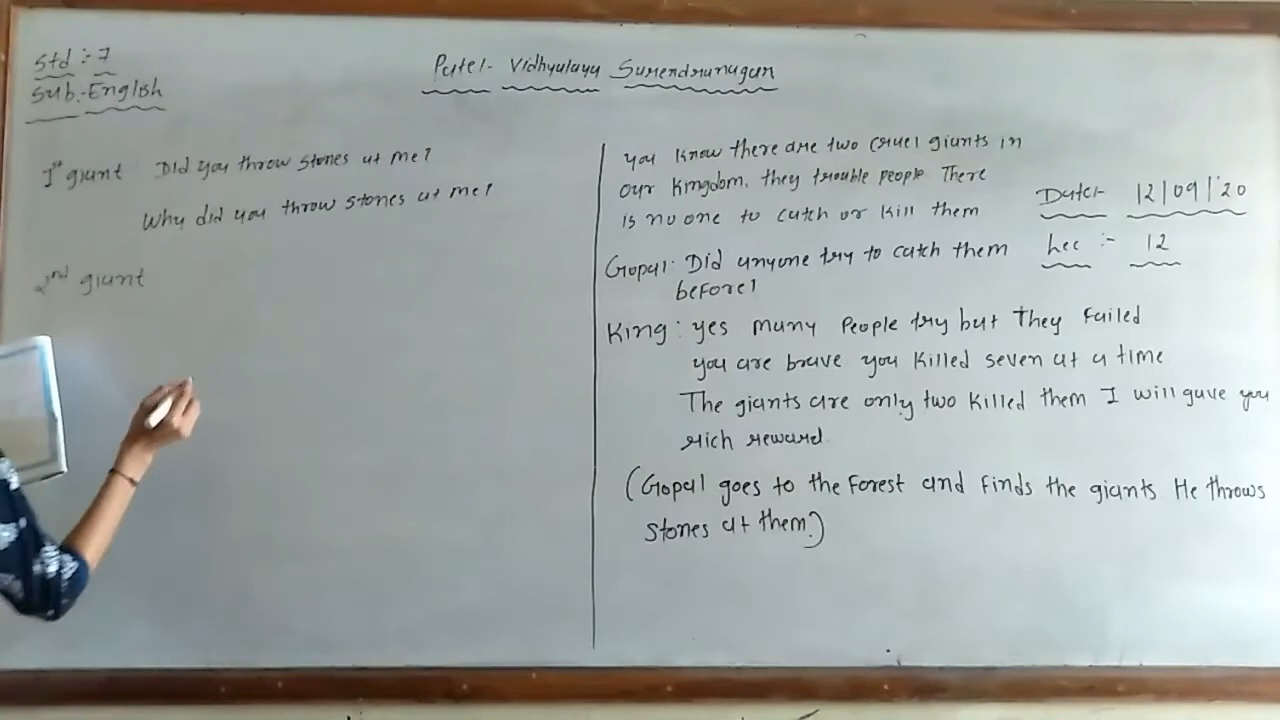 Std :- 7
Sub.-English
Patel- Vidhyalaya Surendranagar
1st giant Did you throw stones at me?
Why did you throw stones at me?
2nd giant
you know there are two cruel giants in
our kingdom. they trouble people There
is no one to catch or kill them
Gopal: Did anyone try to catch them
before?
King: yes many People try but They Failed
you are brave you killed seven at a time
The giants are only two killed them I will gave you
rich reward.
(Gopal goes to the Forest and Finds the giants He throws
stones at them.)
Date:- 12/09/'20
Lec :- 12